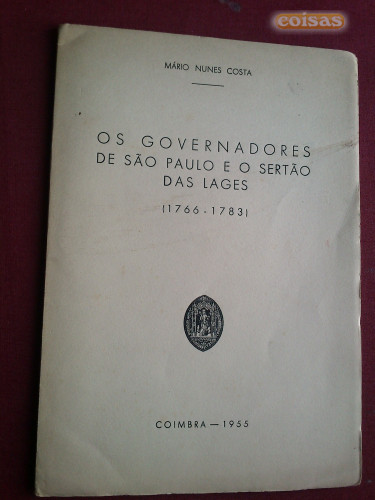 coisas
MÁRIO NUNES COSTA
OS GOVERNADORES
DE SÃO PAULO E O SERTÃO
DAS LAGES
(1766-1783)
COIMBRA — 1955